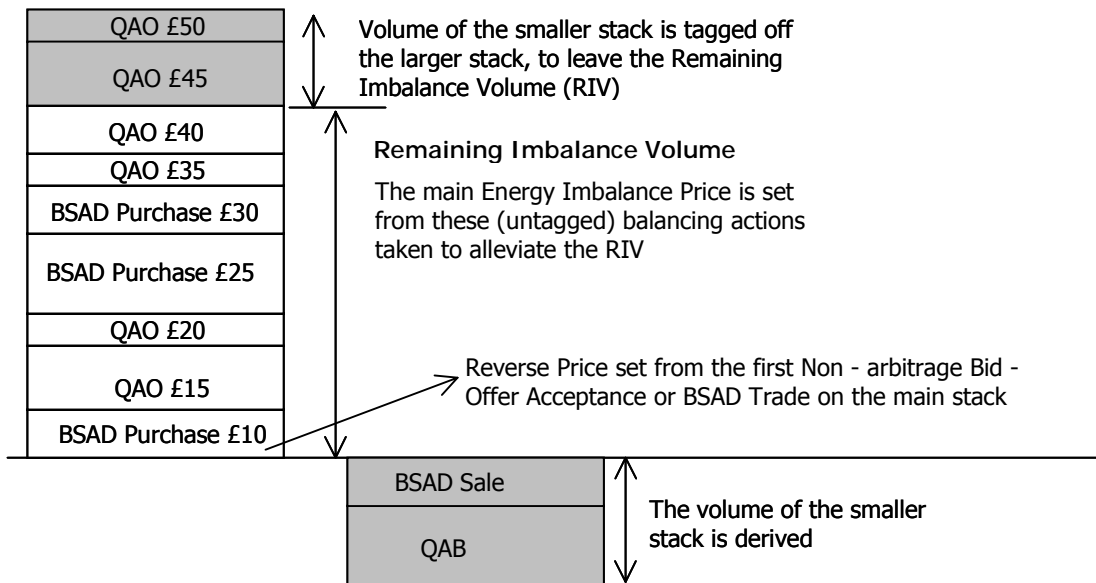 QAO £50
QAO £45
QAO £40
QAO £35
BSAD Purchase £30
BSAD Purchase £25
QAO £20
QAO £15
BSAD Purchase £10
Volume of the smaller stack is tagged off
the larger stack, to leave the Remaining
Imbalance Volume (RIV)
Remaining Imbalance Volume
The main Energy Imbalance Price is set
from these (untagged) balancing actions
taken to alleviate the RIV
Reverse Price set from the first Non - arbitrage Bid -
Offer Acceptance or BSAD Trade on the main stack
BSAD Sale
QAB
The volume of the smaller
stack is derived